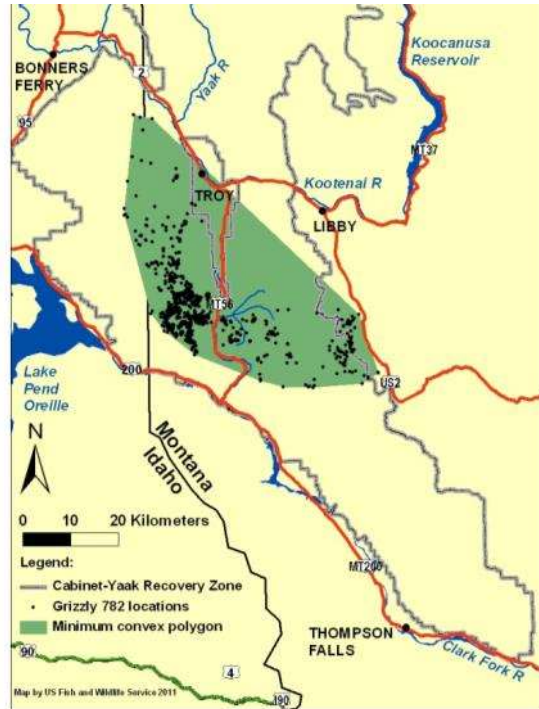 BONNERS
FERRY
2
Yaak R
Koocanusa
Reservoir
95
MT37
TROY
Kootenai R
LIBBY
MT56
200
US2
Lake
Pend
Oreille
N
Montana
Idaho
0 10 20 Kilometers
Legend:
Cabinet-Yaak Recovery Zone
Grizzly 782 locations
Minimum convex polygon
MT200
THOMPSON
FALLS
Clark Fork R
90
4
I90
Map by US Fish and Wildlife Service 2011